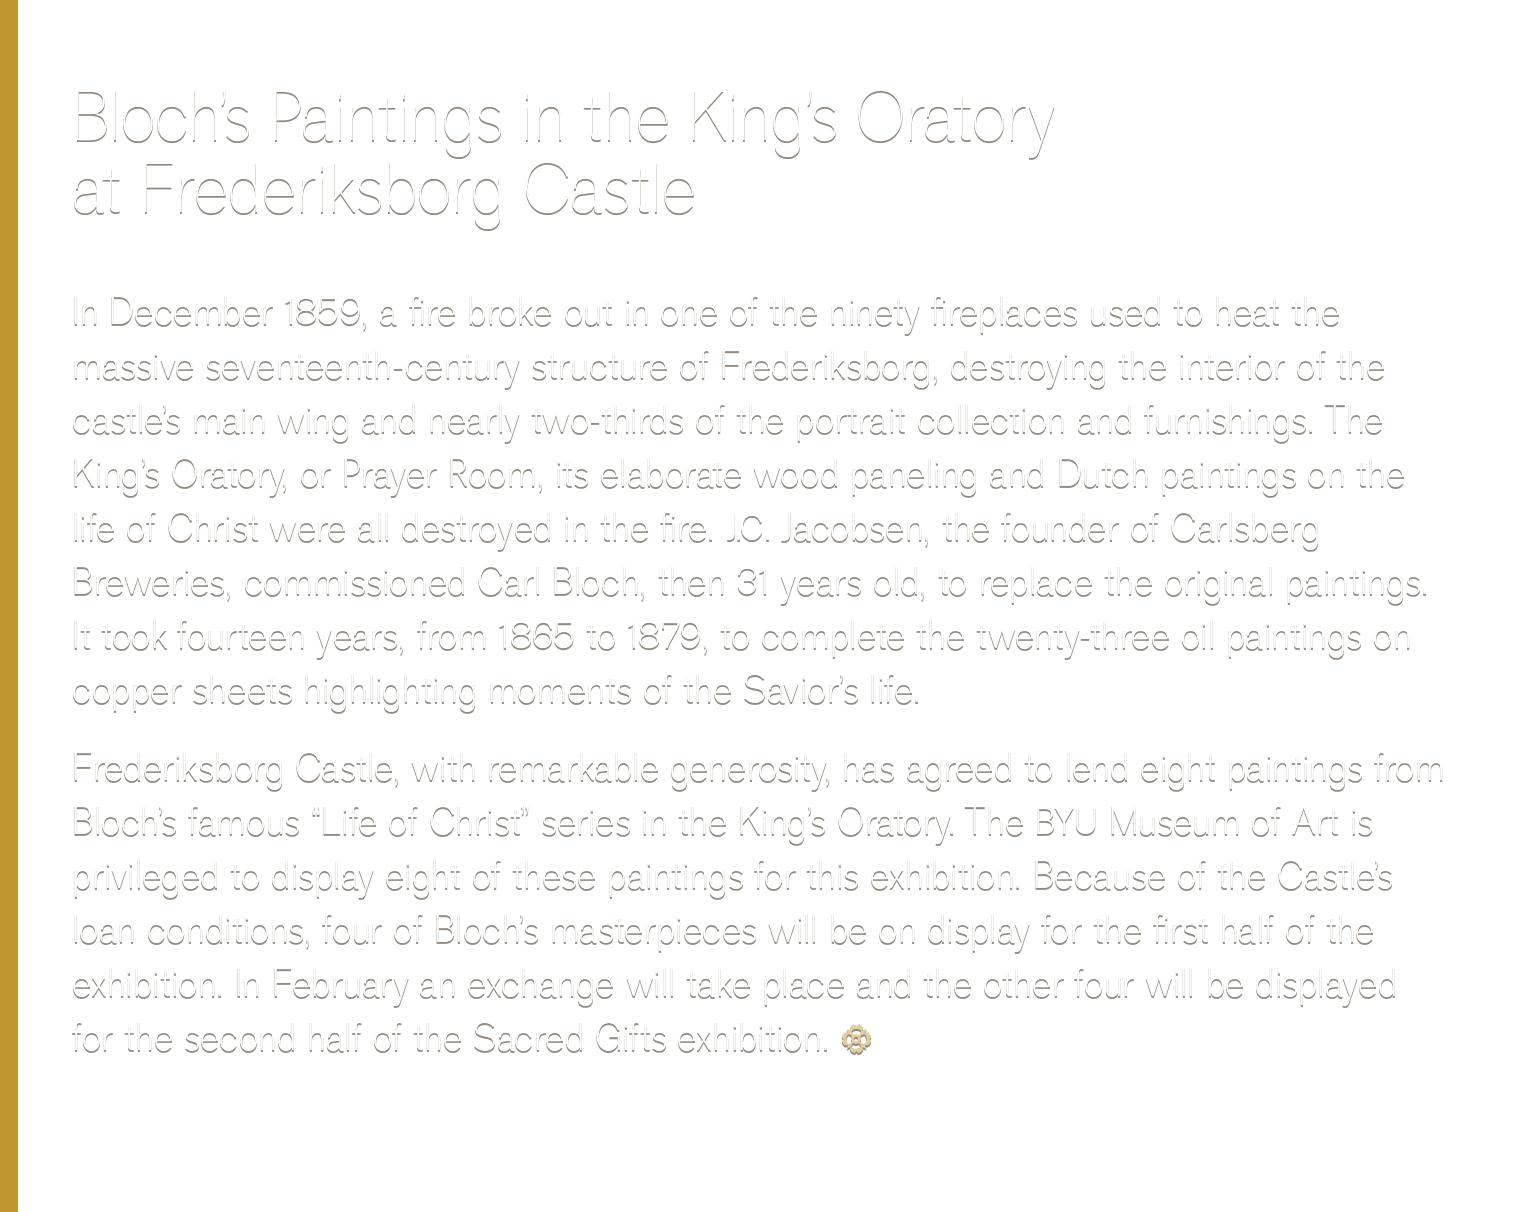 Bloch’s Paintings in the King’s Oratory
at Frederiksborg Castle
In December 1859, a fire broke out in one of the ninety fireplaces used to heat the
massive seventeenth-century structure of Frederiksborg, destroying the interior of the
castle’s main wing and nearly two-thirds of the portrait collection and furnishings. The
King’s Oratory, or Prayer Room, its elaborate wood paneling and Dutch paintings on the
life of Christ were all destroyed in the fire. J.C. Jacobsen, the founder of Carlsberg
Breweries, commissioned Carl Bloch, then 31 years old, to replace the original paintings.
It took fourteen years, from 1865 to 1879, to complete the twenty-three oil paintings on
copper sheets highlighting moments of the Savior’s life.
Frederiksborg Castle, with remarkable generosity, has agreed to lend eight paintings from
Bloch’s famous “Life of Christ” series in the King’s Oratory. The BYU Museum of Art is
privileged to display eight of these paintings for this exhibition. Because of the Castle’s
loan conditions, four of Bloch’s masterpieces will be on display for the first half of the
exhibition. In February an exchange will take place and the other four will be displayed
for the second half of the Sacred Gifts exhibition.